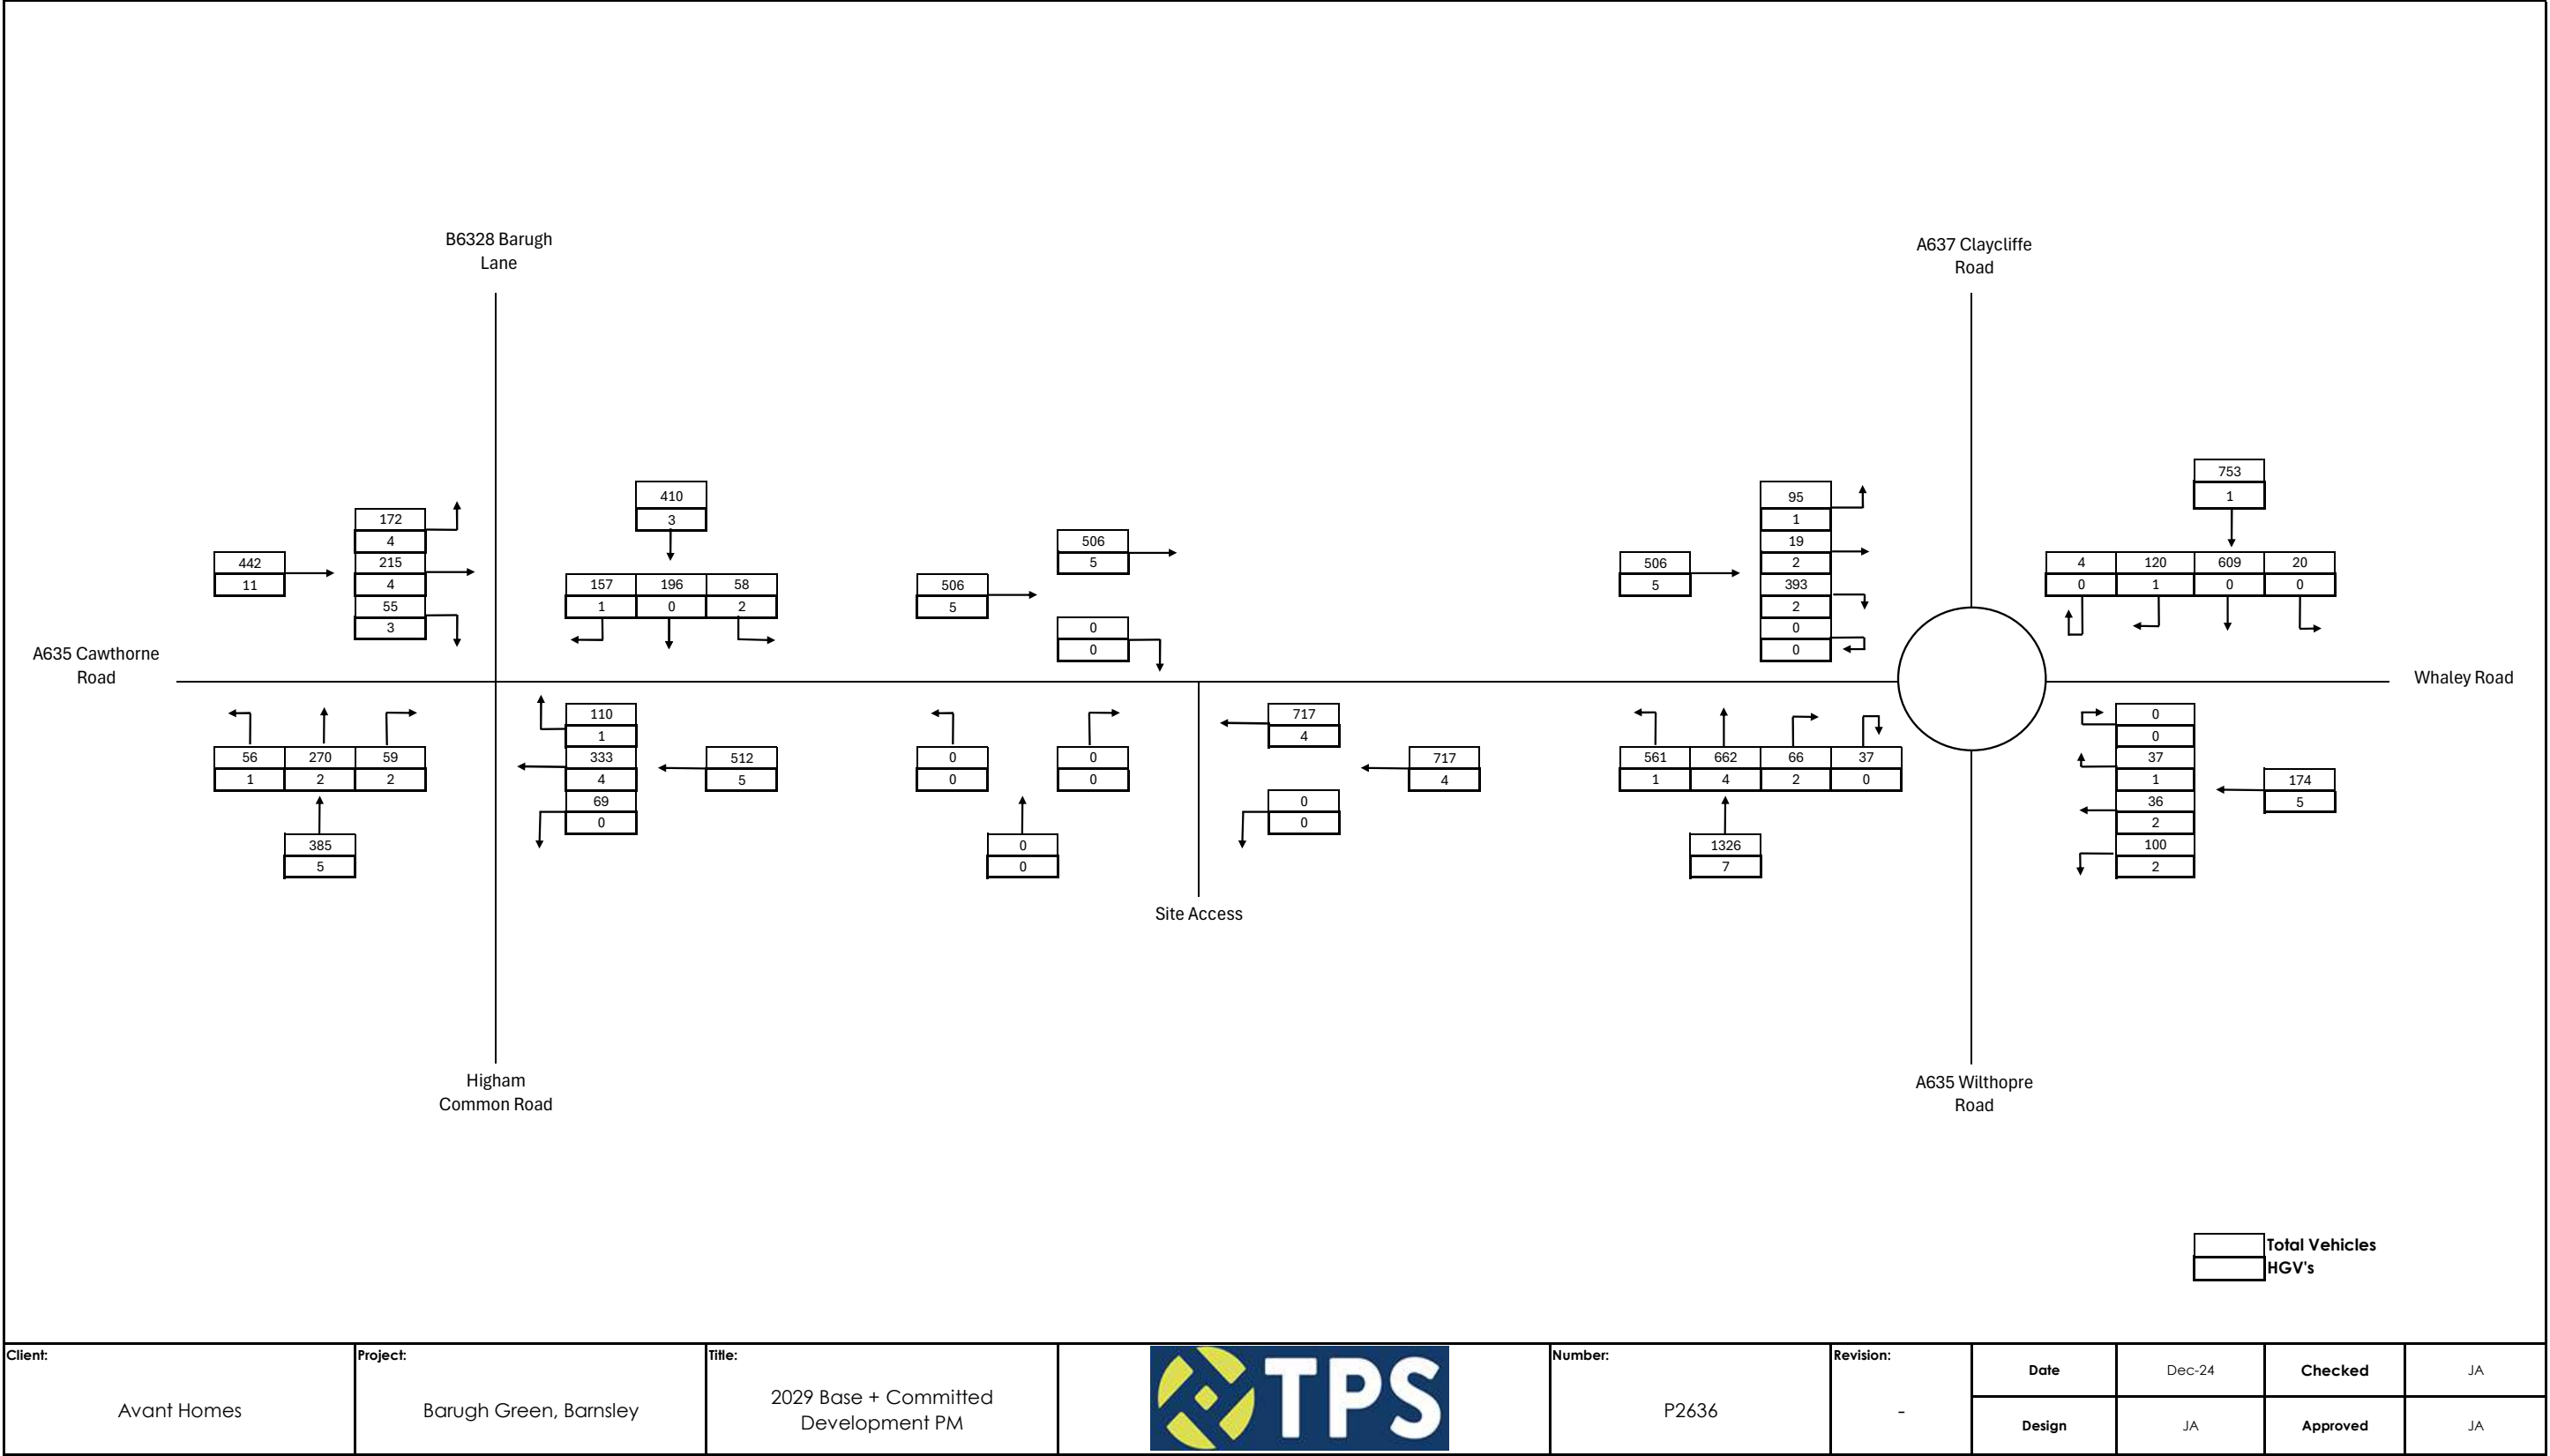 B6328 Barugh
Lane
A637 Claycliffe
Road
753
1
410
3
172
4
442
11
215
4
55
3
157 196 58
1 0 2
506
5
506
5
0
0
506
5
95
1
19
2
393
2
0
0
4 120 609 20
0 1 0 0
A635 Cawthorne
Road
Whaley Road
56 270 59
1 2 2
385
5
110
1
333
4
69
0
512
5
0
0
0
0
0
0
717
4
0
0
717
4
561 662 66 37
1 4 2 0
1326
7
0
0
37
1
36
2
100
2
174
5
Site Access
Higham
Common Road
A635 Wilthopre
Road
Total Vehicles
HGV's
Client:
Avant Homes
Project:
Barugh Green, Barnsley
Title:
2029 Base + Committed
Development PM
TPS
Number:
P2636
Revision:
-
Date Dec-24 Checked JA
Design JA Approved JA